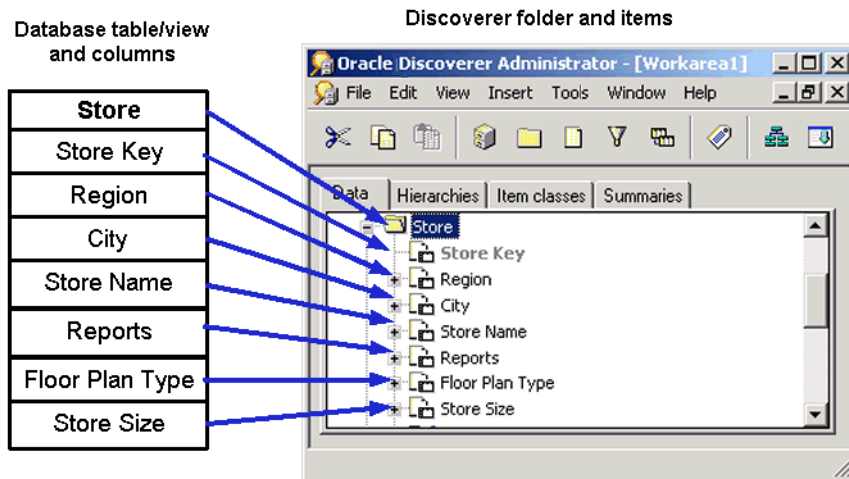 Database table/view
and columns
Discoverer folder and items
Store
Store Key
Region
City
Store Name
Reports
Floor Plan Type
Store Size
Oracle Discoverer Administrator - [Workarea1]
File Edit View Insert Tools Window Help
Data Hierarchies Item classes Summaries
Store
Store Key
Region
City
Store Name
Reports
Floor Plan Type
Store Size